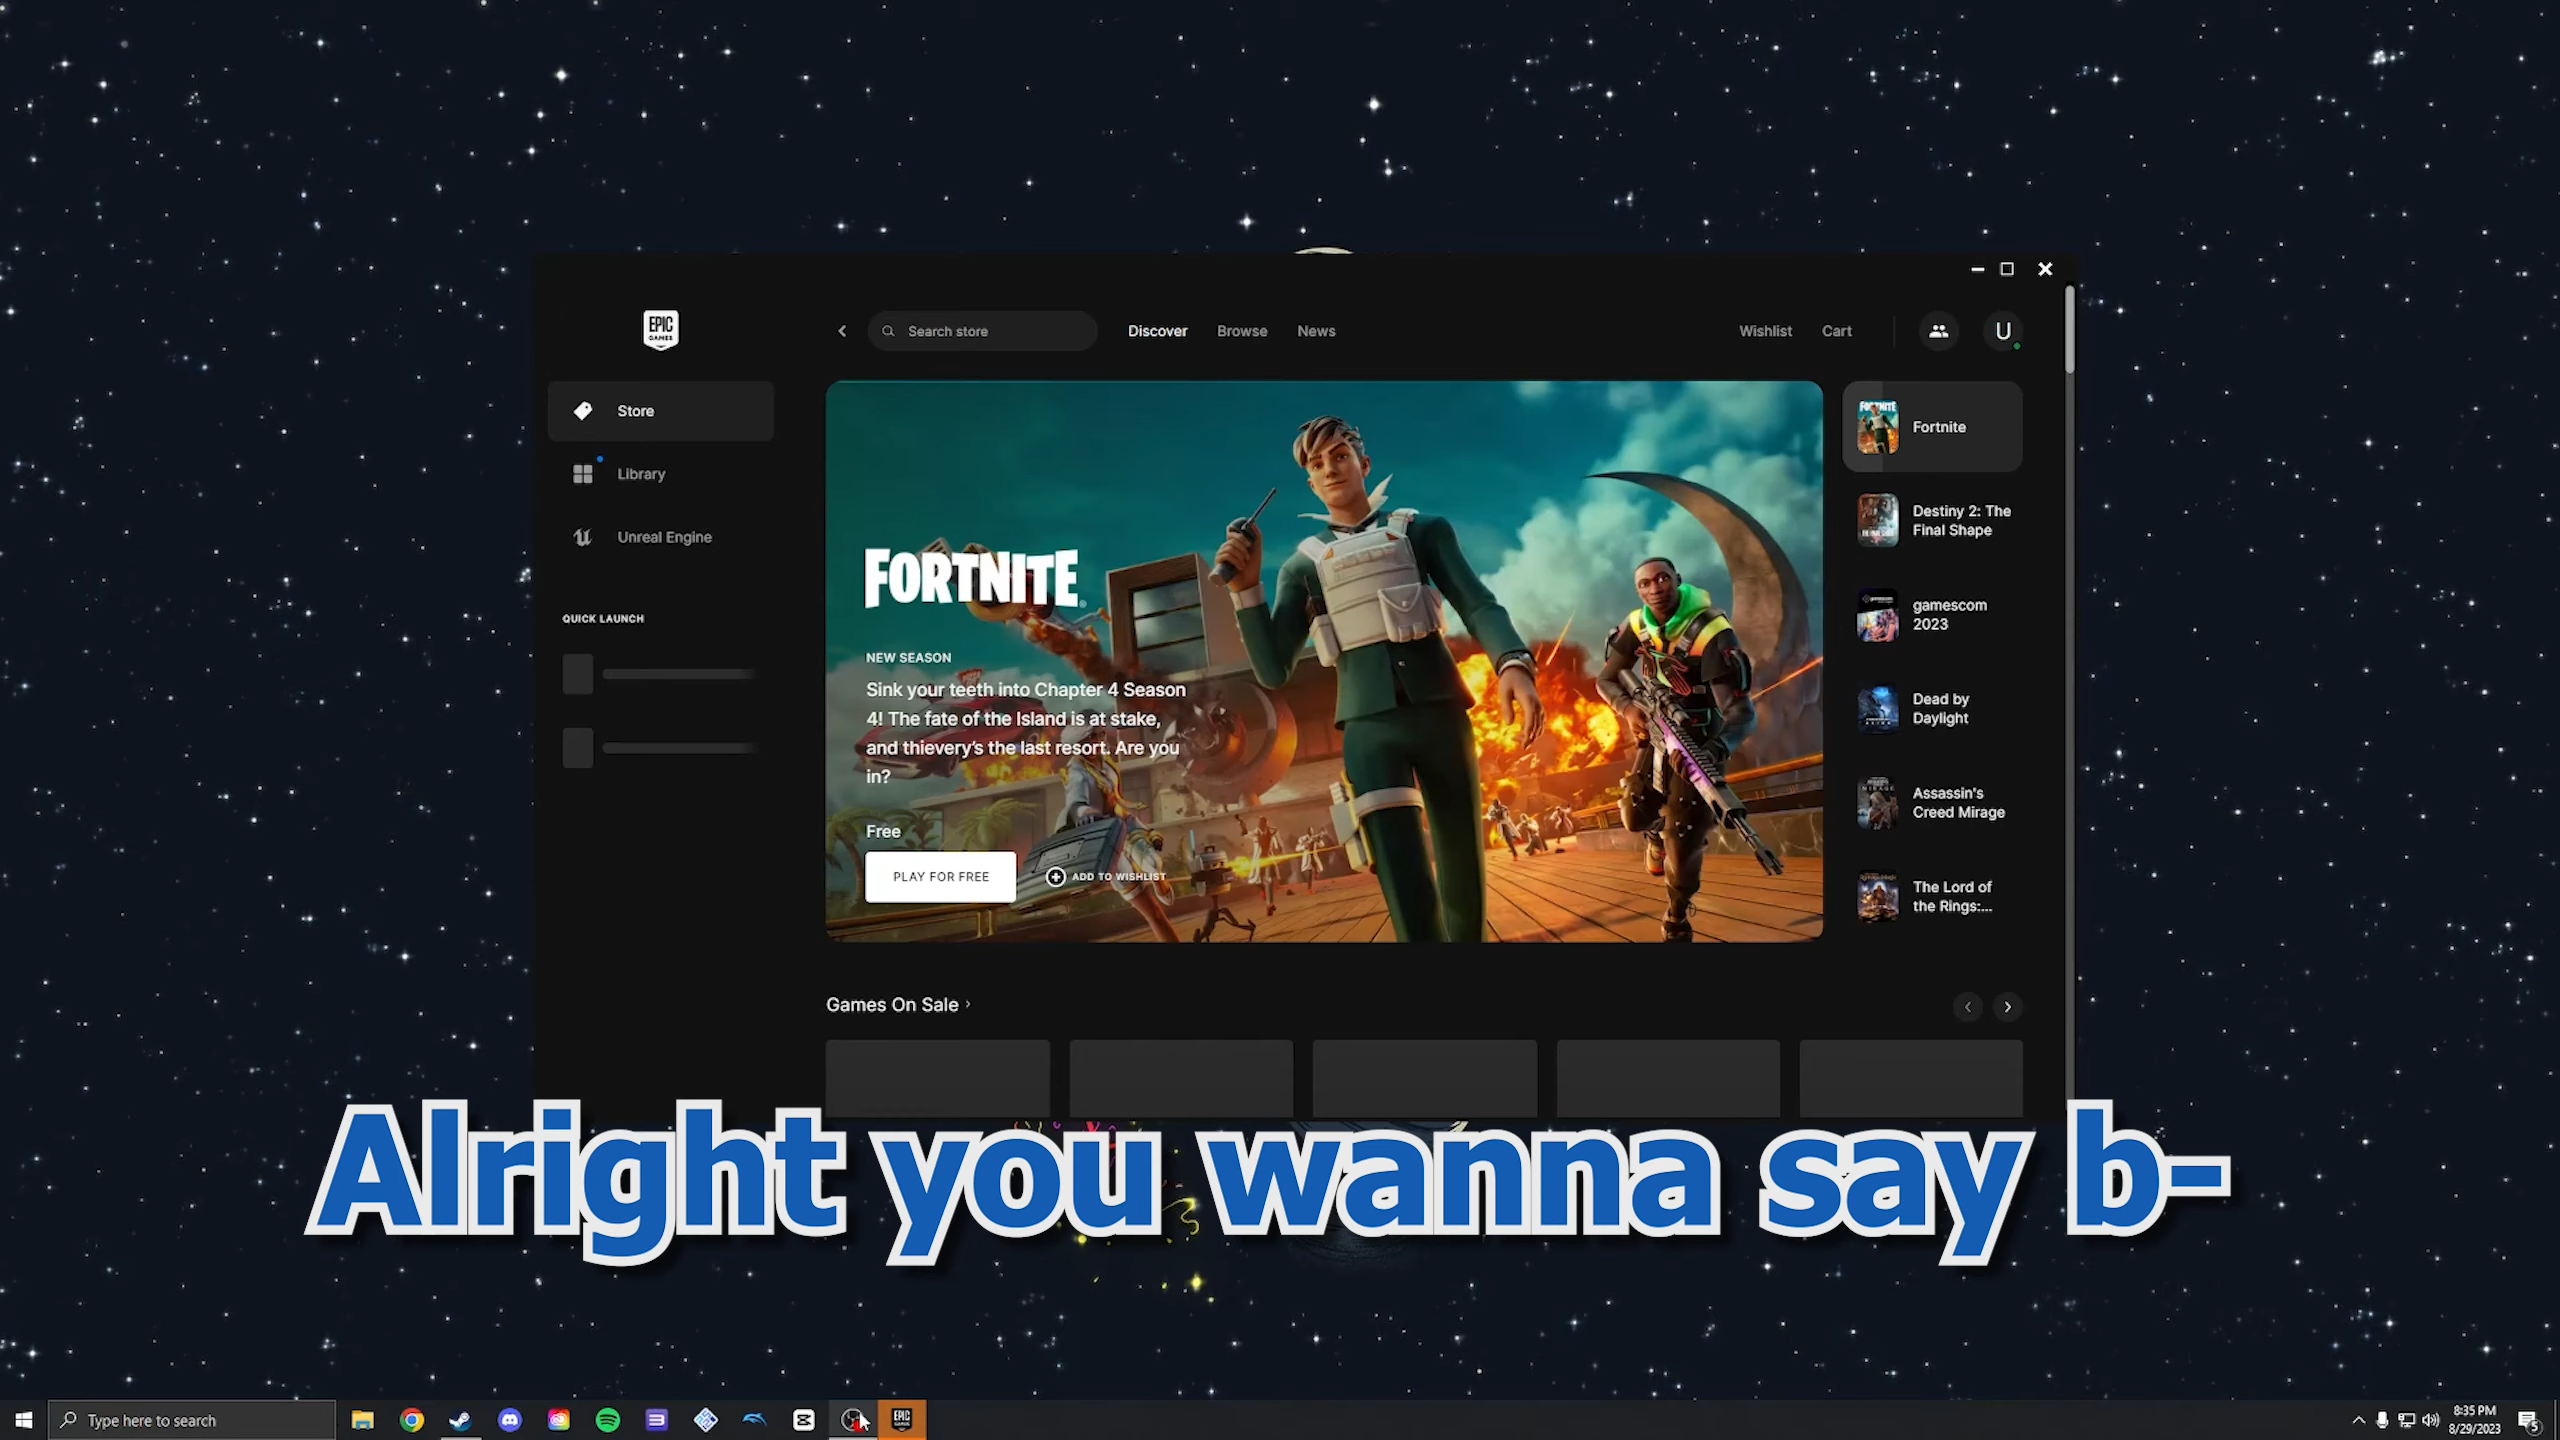 EPIC
GAMES
Search store
Discover
Browse
News
Wishlist
Cart
U
Store
Library
Unreal Engine
QUICK LAUNCH
FORTNITE
NEW SEASON
Sink your teeth into Chapter 4 Season
4! The fate of the Island is at stake,
and thievery's the last resort. Are you
in?
Free
PLAY FOR FREE
ADD TO WISHLIST
FORTNITE
Fortnite
Destiny 2: The
Final Shape
gamescom
2023
Dead by
Daylight
Assassin's
Creed Mirage
The Lord of
the Rings:...
Games On Sale
Alright you wanna say b-
Type here to search
EPIC
GAMES
8:35 PM
8/29/2023
5